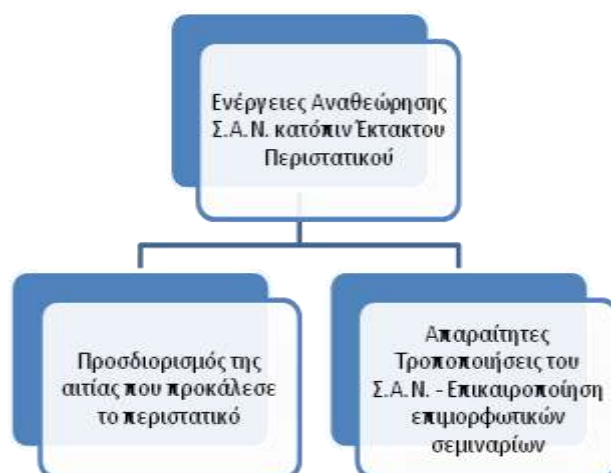 Ενέργειες Αναθεώρησης
Σ.Α.Ν. κατόπιν Έκτακτου
Περιστατικού
Προσδιορισμός της
αιτίας που προκάλεσε
το περιστατικό
Απαραίτητες
Τροποποιήσεις του
Σ.Α.Ν. - Επικαιροποίηση
επιμορφωτικών
σεμιναρίων